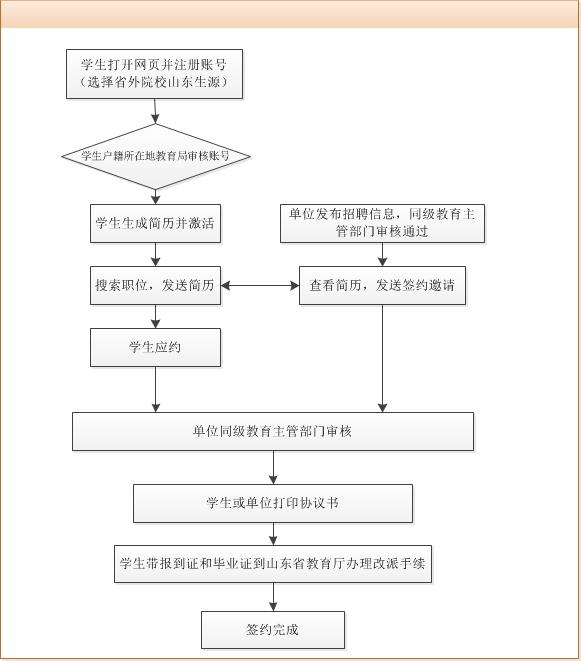 学生打开网页并注册账号
（选择省外院校山东生源）
学生户籍所在地教育局审核账号
学生生成简历并激活
单位发布招聘信息，同级教育主
管部门审核通过
搜索职位，发送简历
查看简历，发送签约邀请
学生应约
单位同级教育主管部门审核
学生或单位打印协议书
学生带报到证和毕业证到山东省教育厅办理改派手续
签约完成